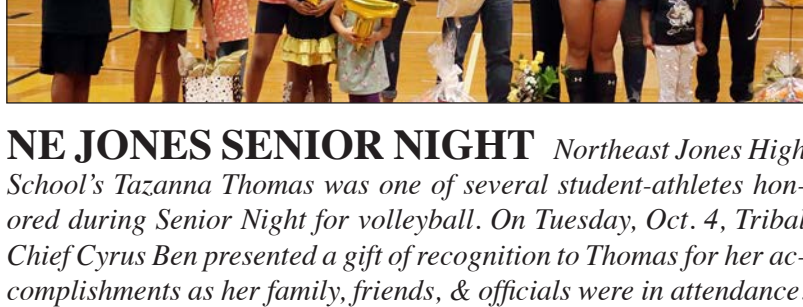 NE JONES SENIOR NIGHT Northeast Jones High
School's Tazanna Thomas was one of several student-athletes hon-
ored during Senior Night for volleyball. On Tuesday, Oct. 4, Tribal
Chief Cyrus Ben presented a gift of recognition to Thomas for her ac-
complishments as her family, friends, & officials were in attendance.